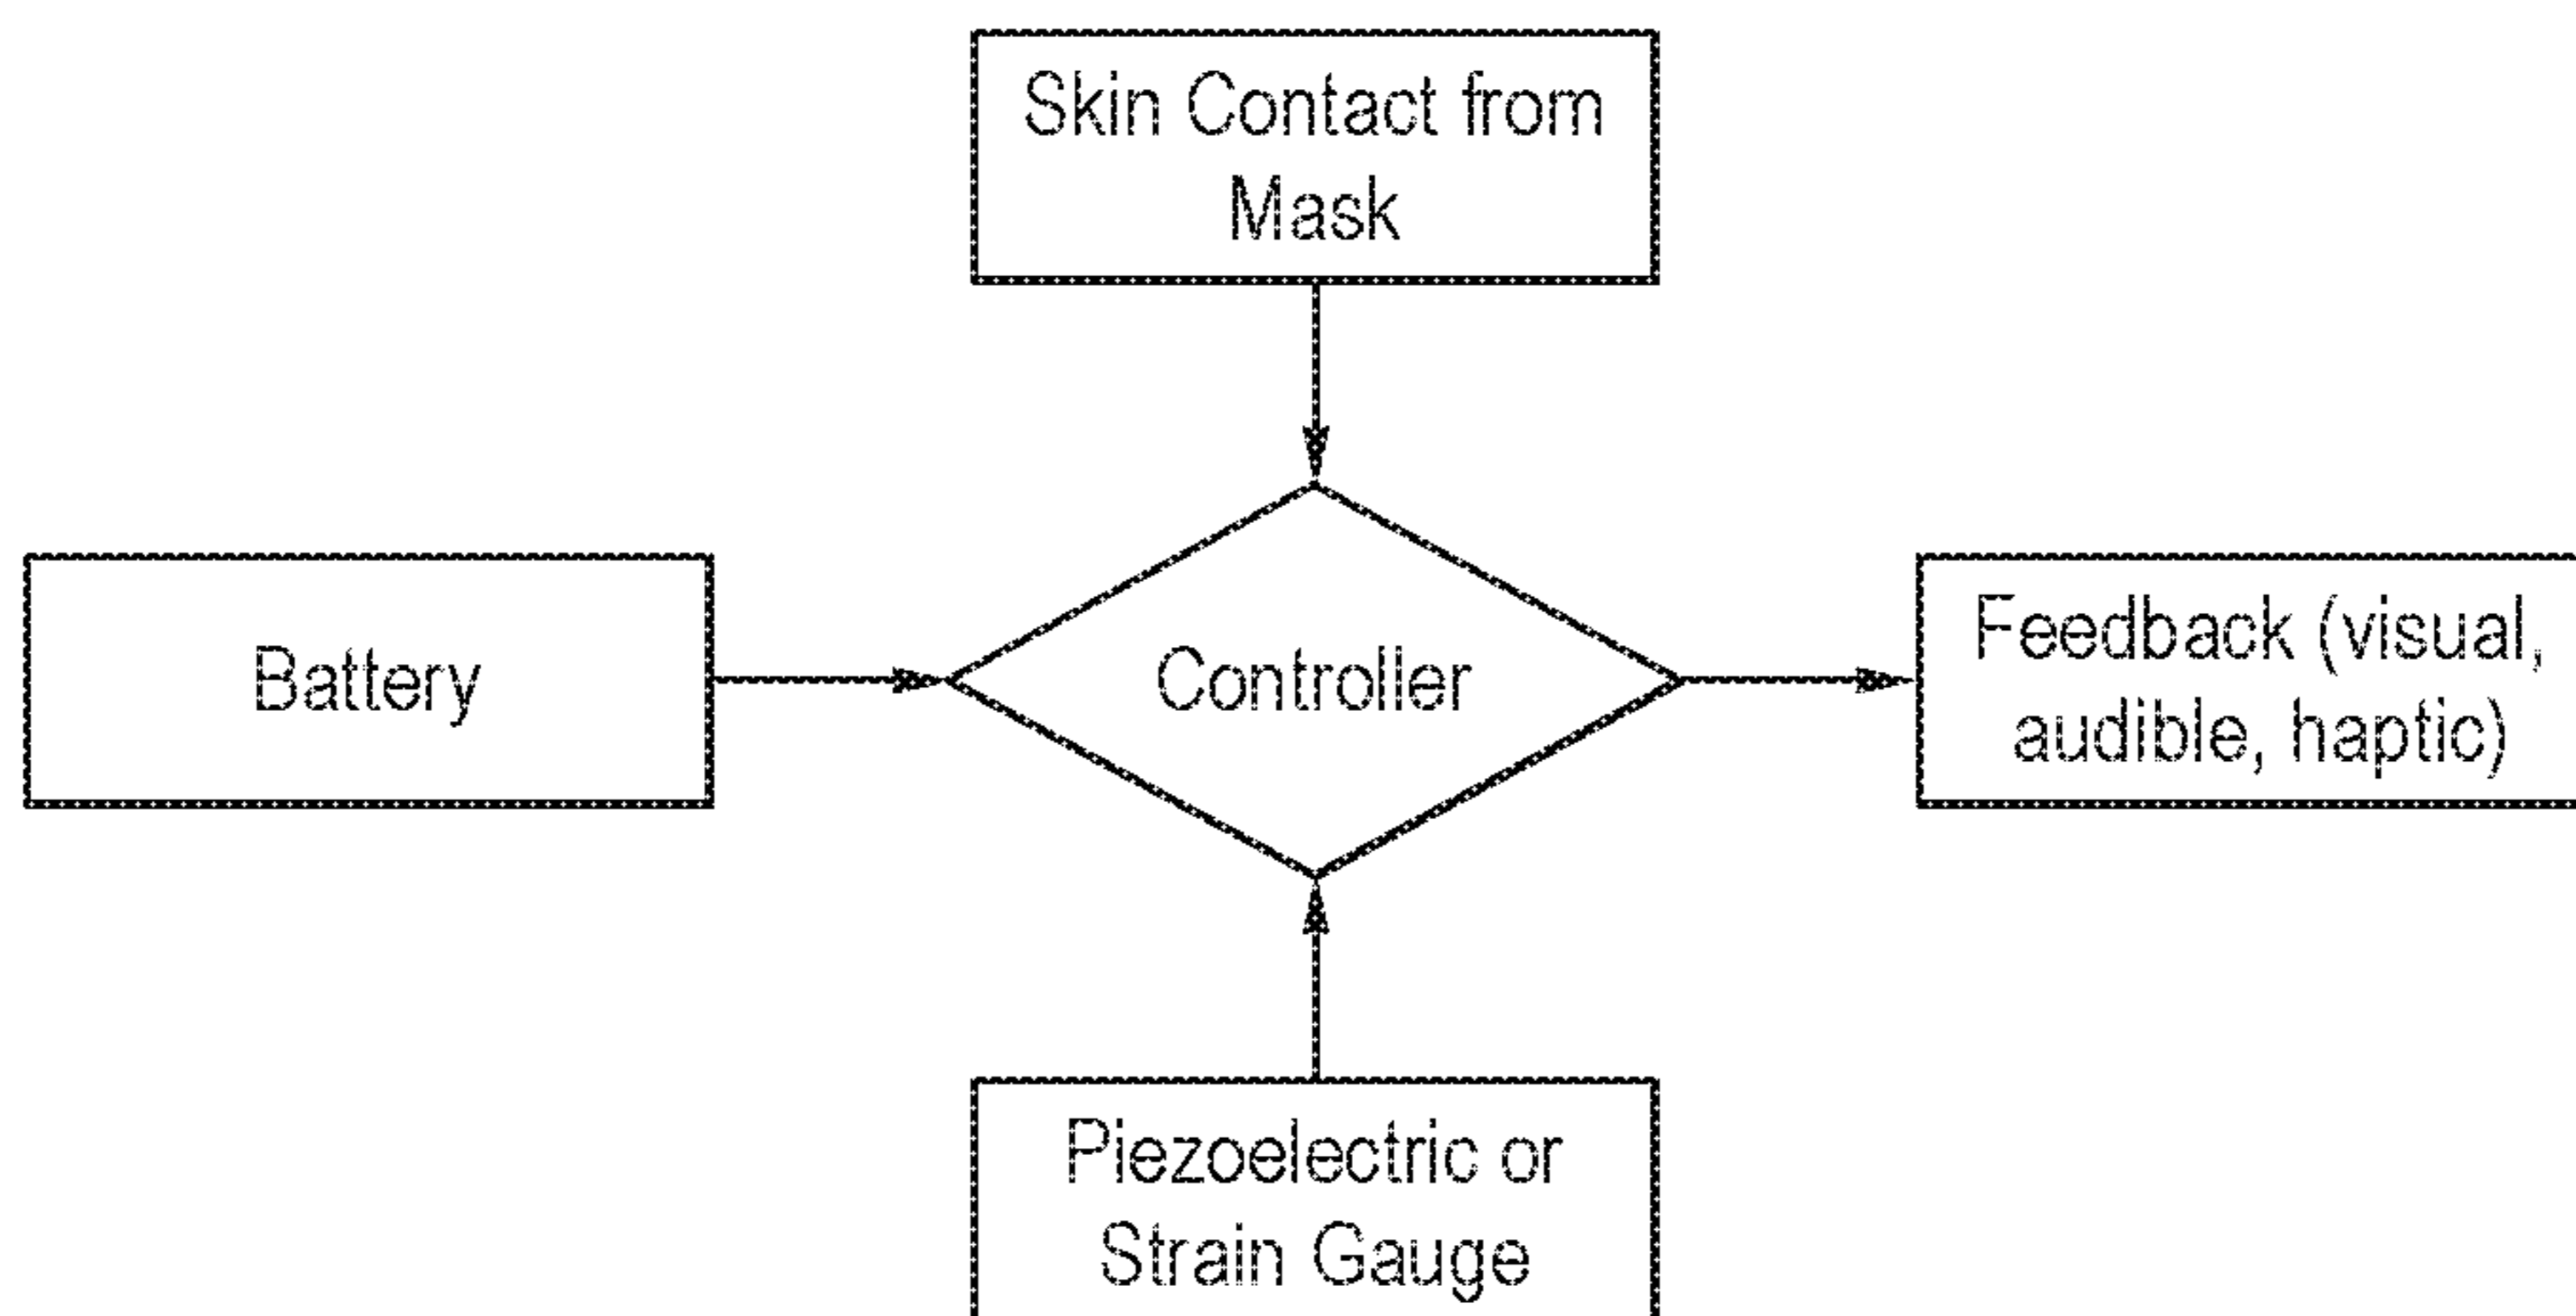 Skin Contact from
Mask
Battery
Controller
Feedback (visual,
audible, haptic)
Piezoelectric or
Strain Gauge